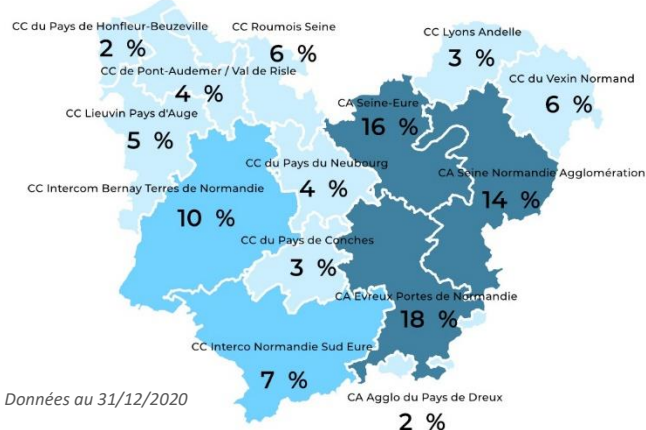 CC du Pays de Honfleur-Beuzeville
2 %
CC Roumois Seine
6 %
CC Lyons Andelle
3 %
CC de Pont-Audemer / Val de Risle
4 %
CC du Vexin Normand
6 %
CC Lieuvin Pays d'Auge
5 %
CA Seine-Eure
16 %
CC du Pays du Neubourg
4 %
CA Seine Normandie Agglomération
14 %
CC Intercom Bernay Terres de Normandie
10 %
CC du Pays de Conches
3 %
CA Evreux Portes de Normandie
18 %
CC Interco Normandie Sud Eure
7 %
Données au 31/12/2020
CA Agglo du Pays de Dreux
2 %